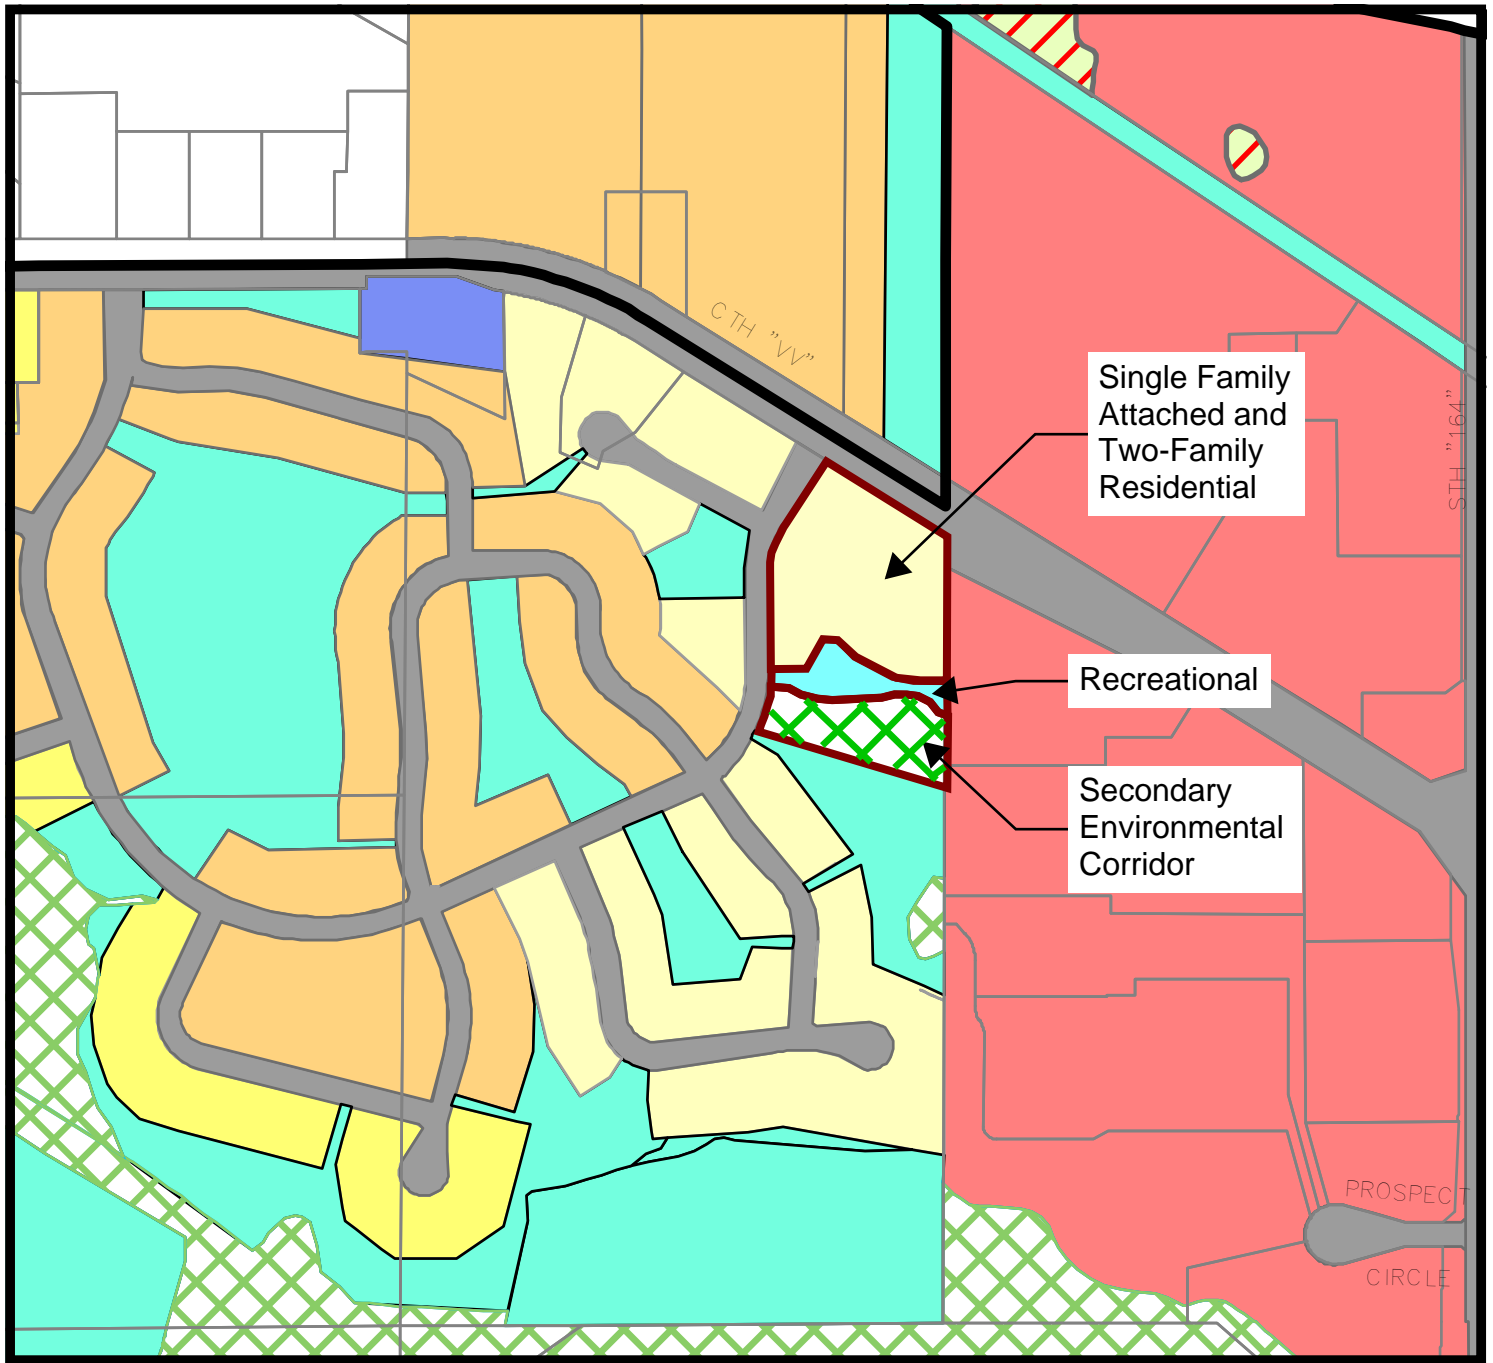 CTH "VV"
Single Family
Attached and
Two-Family
Residential
STH "164"
Recreational
Secondary
Environmental
Corridor
PROSPECT
CIRCLE